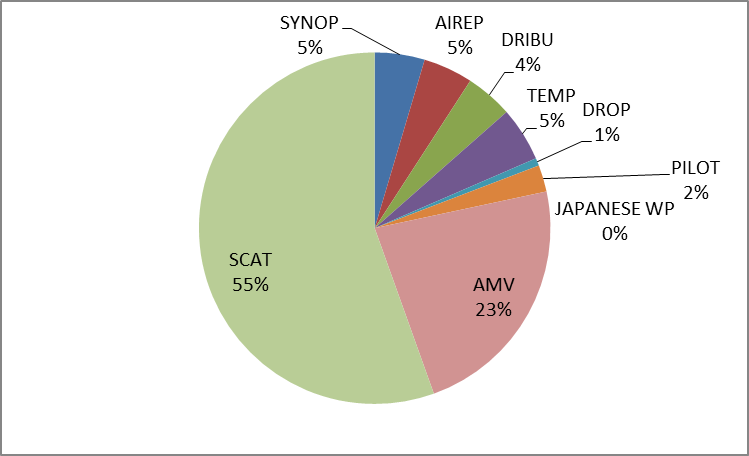 SYNOP
5%
AIREP
5%
DRIBU
4%
TEMP
5%
DROP
1%
PILOT
2%
JAPANESE WP
0%
AMV
23%
SCAT
55%